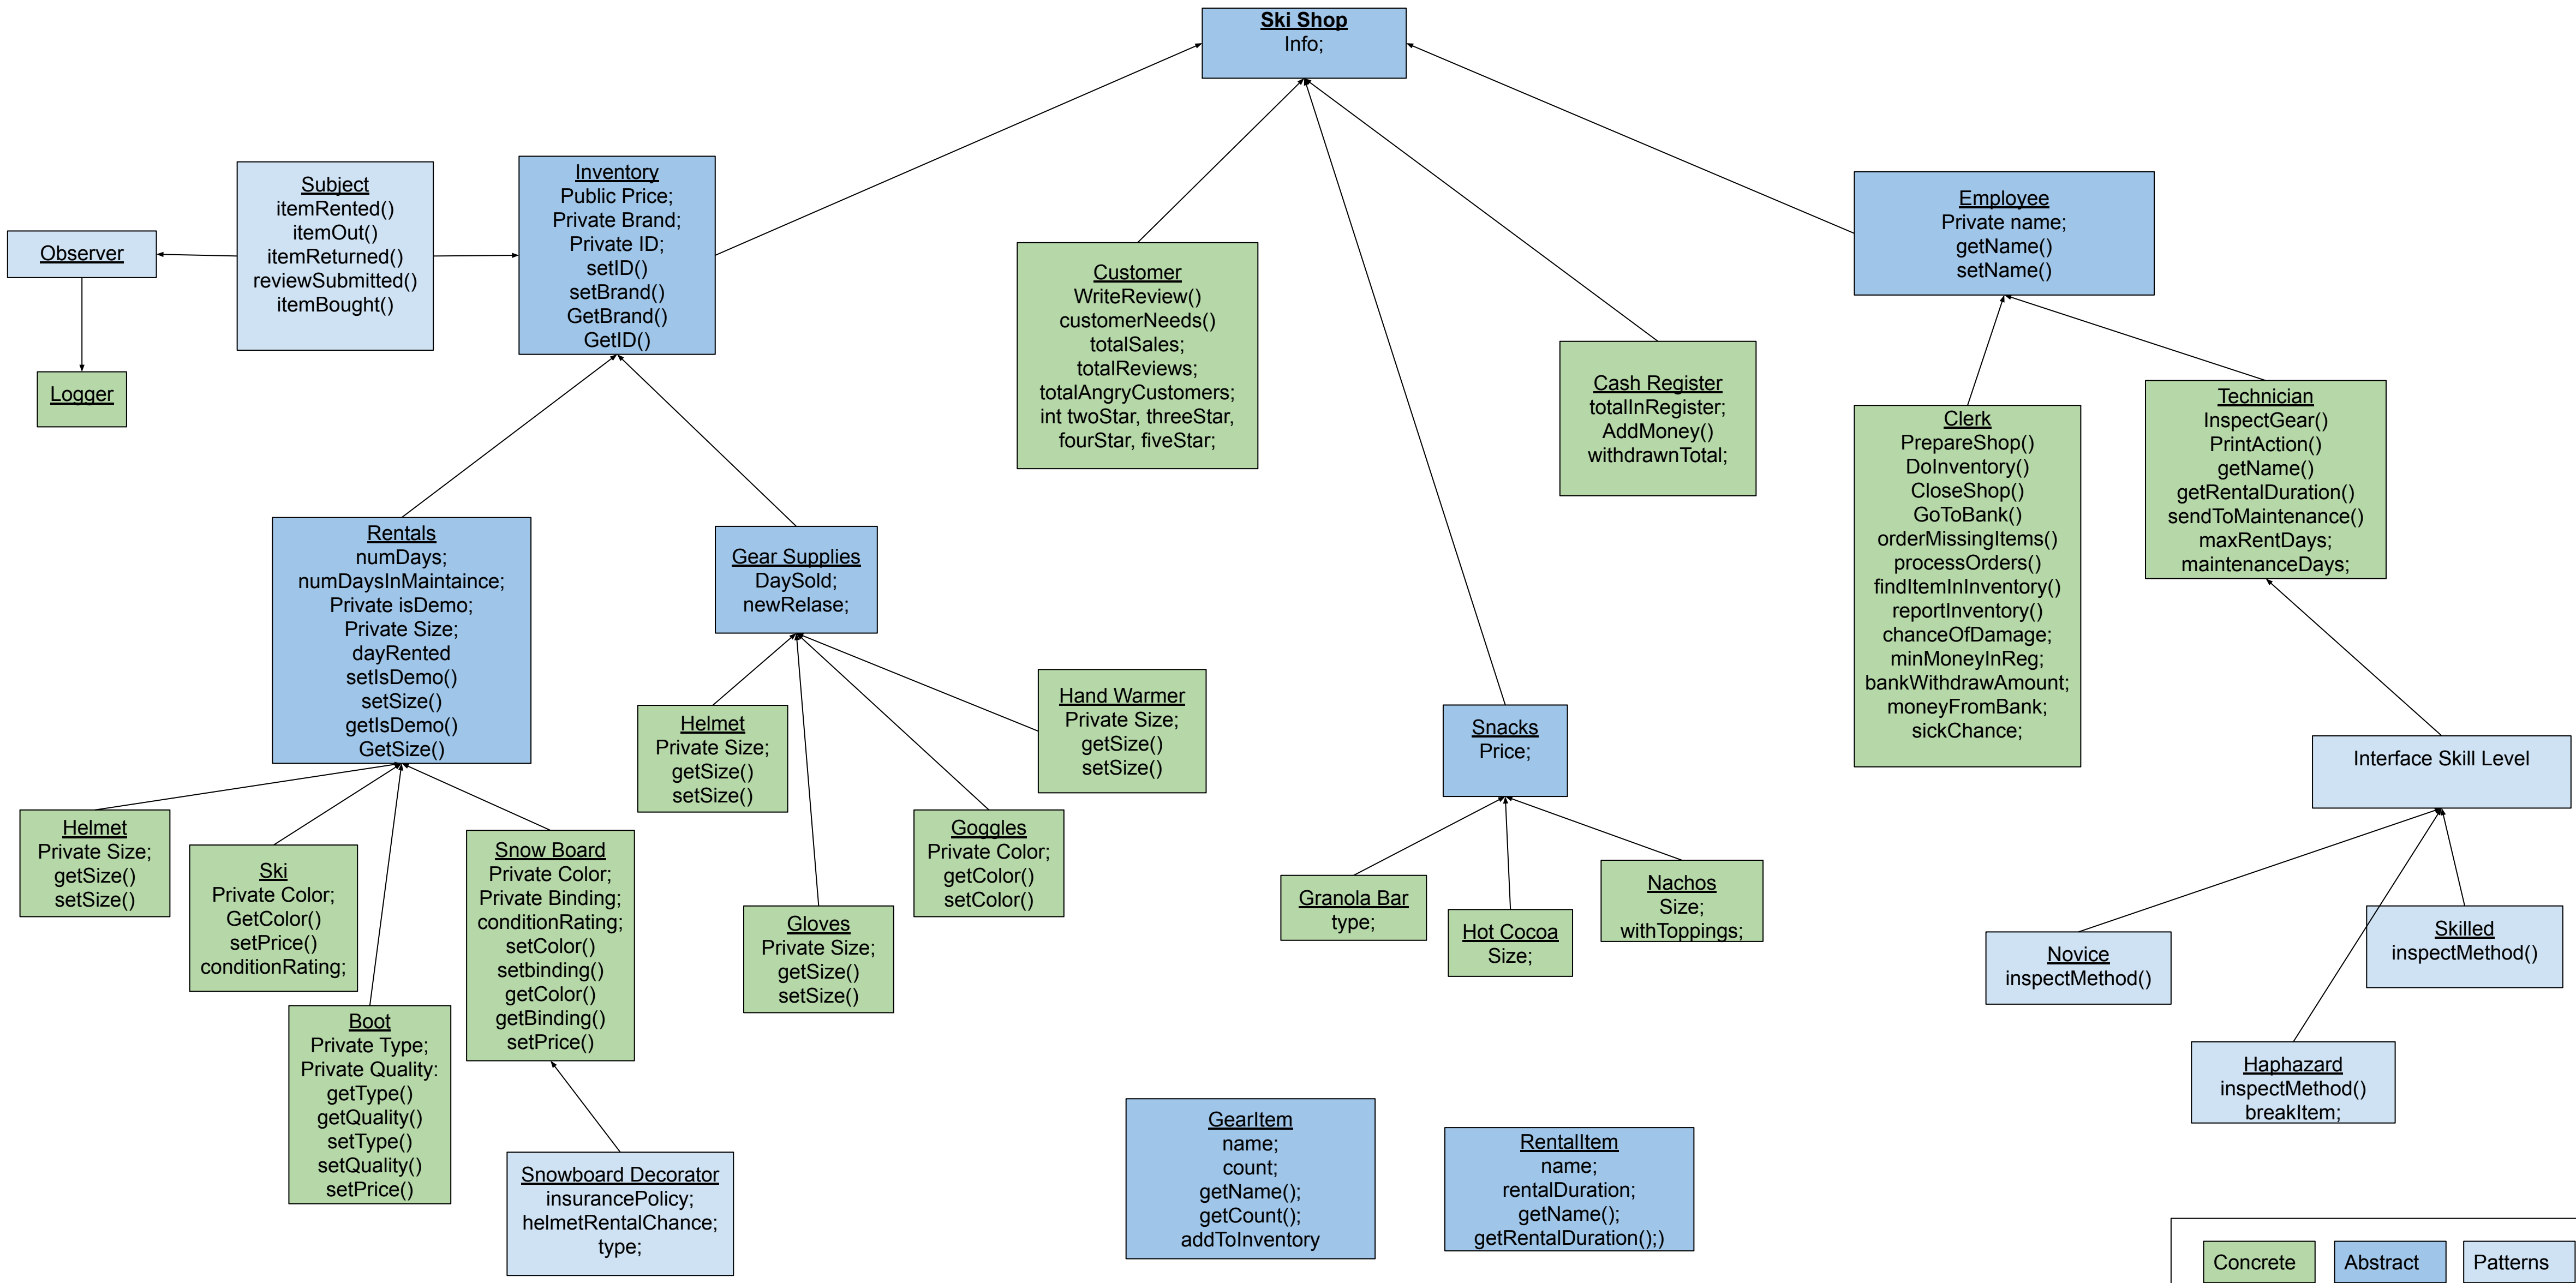 Ski Shop
Info;
Subject
itemRented()
itemOut()
itemReturned()
reviewSubmitted()
itemBought()
Inventory
Public Price;
Private Brand;
Private ID;
setID()
setBrand()
GetBrand()
GetID()
Employee
Private name;
getName()
setName()
Observer
Customer
WriteReview()
customerNeeds()
totalSales;
totalReviews;
totalAngryCustomers;
int twoStar, threeStar,
fourStar, fiveStar;
Logger
Cash Register
totalInRegister;
AddMoney()
withdrawnTotal;
Clerk
PrepareShop()
DoInventory()
CloseShop()
GoToBank()
orderMissingItems()
processOrders()
findItemInInventory()
reportInventory()
chanceOfDamage;
minMoneyInReg;
bankWithdrawAmount;
moneyFromBank;
sickChance;
Technician
InspectGear()
PrintAction()
getName()
getRentalDuration()
sendToMaintenance()
maxRentDays;
maintenanceDays;
Rentals
numDays;
numDaysInMaintaince;
Private isDemo;
Private Size;
dayRented
setIsDemo()
setSize()
getIsDemo()
GetSize()
Gear Supplies
DaySold;
newRelase;
Helmet
Private Size;
getSize()
setSize()
Hand Warmer
Private Size;
getSize()
setSize()
Snacks
Price;
Interface Skill Level
Helmet
Private Size;
getSize()
setSize()
Ski
Private Color;
GetColor()
setPrice()
conditionRating;
Snow Board
Private Color;
Private Binding;
conditionRating;
setColor()
setbinding()
getColor()
getBinding()
setPrice()
Goggles
Private Color;
getColor()
setColor()
Gloves
Private Size;
getSize()
setSize()
Granola Bar
type;
Hot Cocoa
Size;
Nachos
Size;
withToppings;
Novice
inspectMethod()
Skilled
inspectMethod()
Boot
Private Type;
Private Quality:
getType()
getQuality()
setType()
setQuality()
setPrice()
Haphazard
inspectMethod()
breakItem;
Snowboard Decorator
insurancePolicy;
helmetRentalChance;
type;
GearItem
name;
count;
getName();
getCount();
addToInventory
RentalItem
name;
rentalDuration;
getName();
getRentalDuration();)
Concrete
Abstract
Patterns